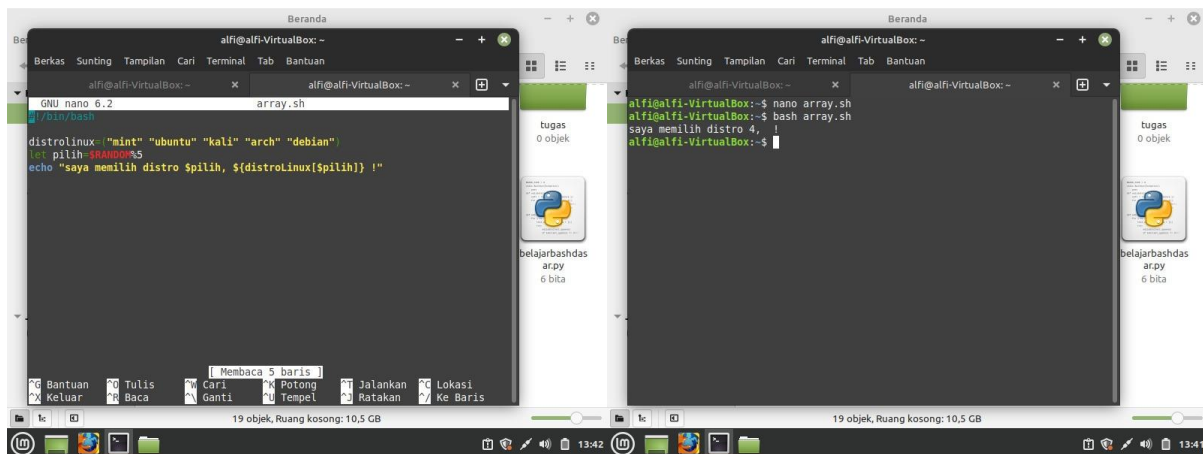 Beranda
alfi@alfi-VirtualBox: ~
Berkas Sunting Tampilan Cari Terminal Tab Bantuan
alfi@alfi-VirtualBox: ~
alfi@alfi-VirtualBox: ~
GNU nano 6.2 array.sh
#!/bin/bash
distrolinux=("mint" "ubuntu" "kali" "arch" "debian")
let pilih=$RANDOM%5
echo "saya memilih distro $pilih, ${distroLinux[$pilih]} !"
[ Membaca 5 baris ]
^G Bantuan ^O Tulis ^W Cari ^K Potong ^T Jalankan ^C Lokasi
^X Keluar ^R Baca ^\ Ganti ^U Tempel ^J Ratakan ^/ Ke Baris
tugas
0 objek
belajarbashdas
ar.py
6 bita
19 objek, Ruang kosong: 10,5 GB
13:42
Beranda
alfi@alfi-VirtualBox: ~
Berkas Sunting Tampilan Cari Terminal Tab Bantuan
alfi@alfi-VirtualBox: ~
alfi@alfi-VirtualBox: ~
alfi@alfi-VirtualBox:~$ nano array.sh
alfi@alfi-VirtualBox:~$ bash array.sh
saya memilih distro 4,  !
alfi@alfi-VirtualBox:~$
tugas
0 objek
belajarbashdas
ar.py
6 bita
19 objek, Ruang kosong: 10,5 GB
13:41